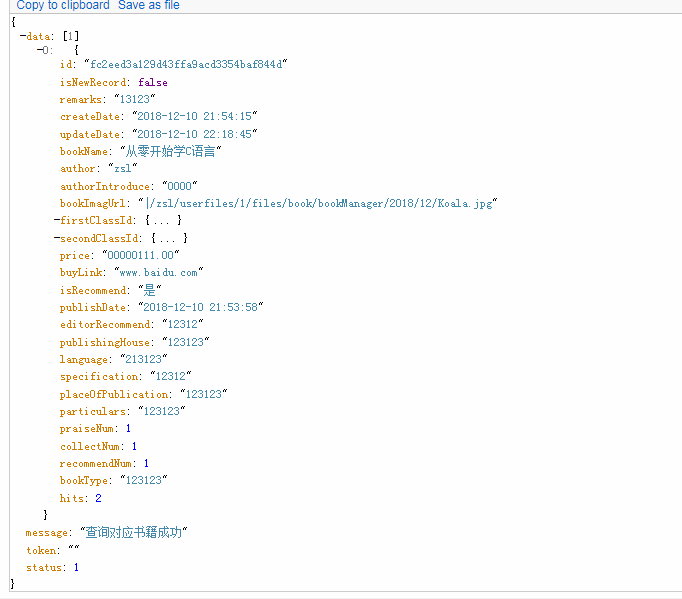 Copy to clipboard Save as file
{
-data: [1]
-0: {
id: "fc2eed3a129d43ffa9acd3354baf844d"
isNewRecord: false
remarks: "13123"
createDate: "2018-12-10 21:54:15"
updateDate: "2018-12-10 22:18:45"
bookName: "从零开始学C语言"
author: "zsl"
authorIntroduce: "0000"
bookImagUrl: "|/zsl/userfiles/1/files/book/bookManager/2018/12/Koala.jpg"
-firstClassId: {... }
-secondClassId: {... }
price: "00000111.00"
buyLink: "www.baidu.com"
isRecommend: "是"
publishDate: "2018-12-10 21:53:58"
editorRecommend: "12312"
publishingHouse: "123123"
language: "213123"
specification: "12312"
placeOfPublication: "123123"
particulars: "123123"
praiseNum: 1
collectNum: 1
recommendNum: 1
bookType: "123123"
hits: 2
}
message: "查询对应书籍成功"
token: ""
status: 1
}